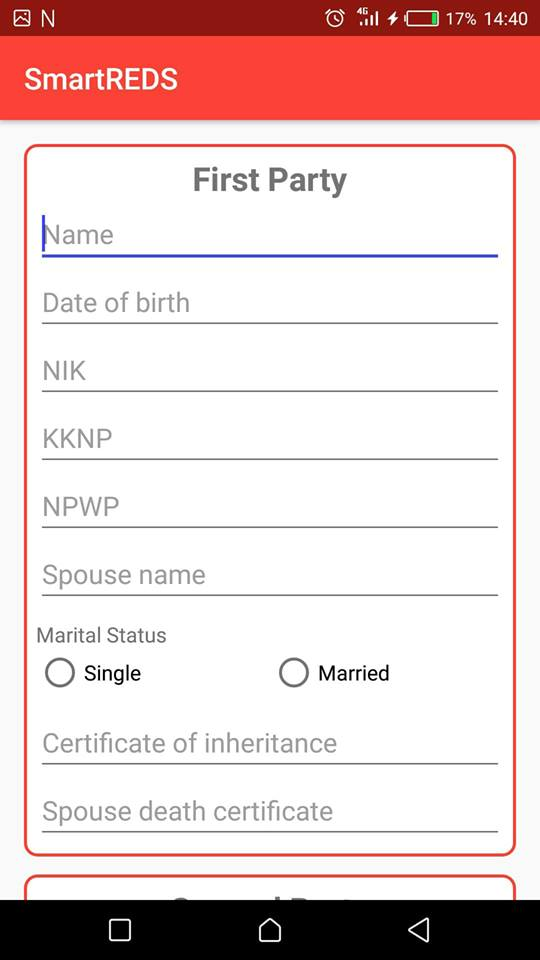 N 4G 17% 14:40
SmartREDS
First Party
Name
Date of birth
NIK
KKNP
NPWP
Spouse name
Marital Status
Single Married
Certificate of inheritance
Spouse death certificate